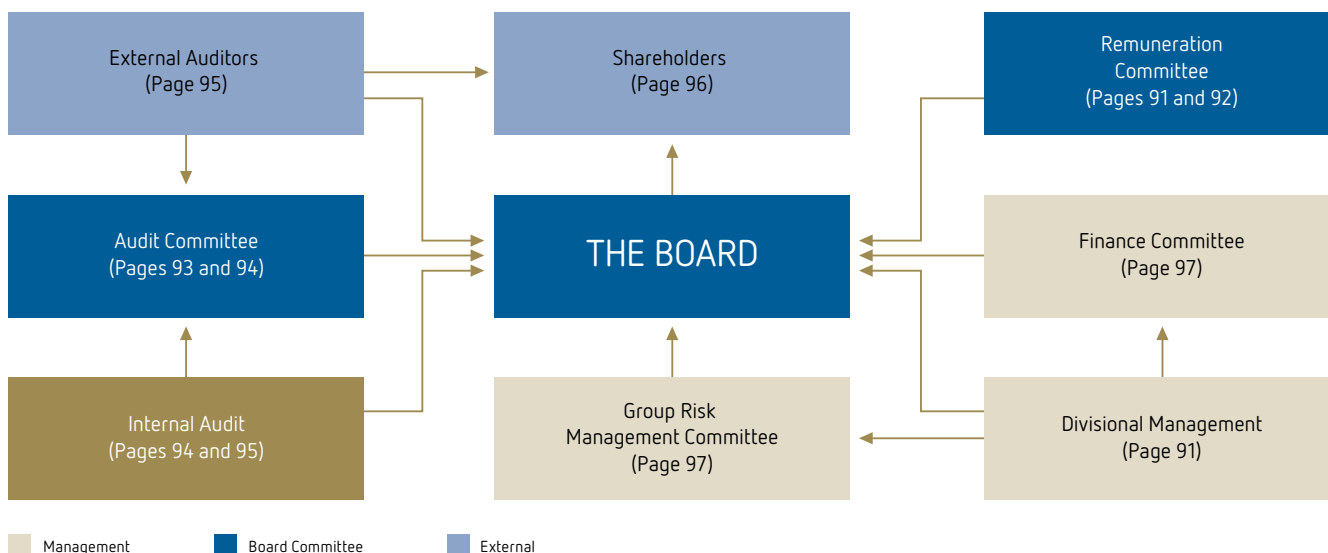 External Auditors
(Page 95)
Shareholders
(Page 96)
Remuneration
Committee
(Pages 91 and 92)
Audit Committee
(Pages 93 and 94)
THE BOARD
Finance Committee
(Page 97)
Internal Audit
(Pages 94 and 95)
Group Risk
Management Committee
(Page 97)
Divisional Management
(Page 91)
Management
Board Committee
External